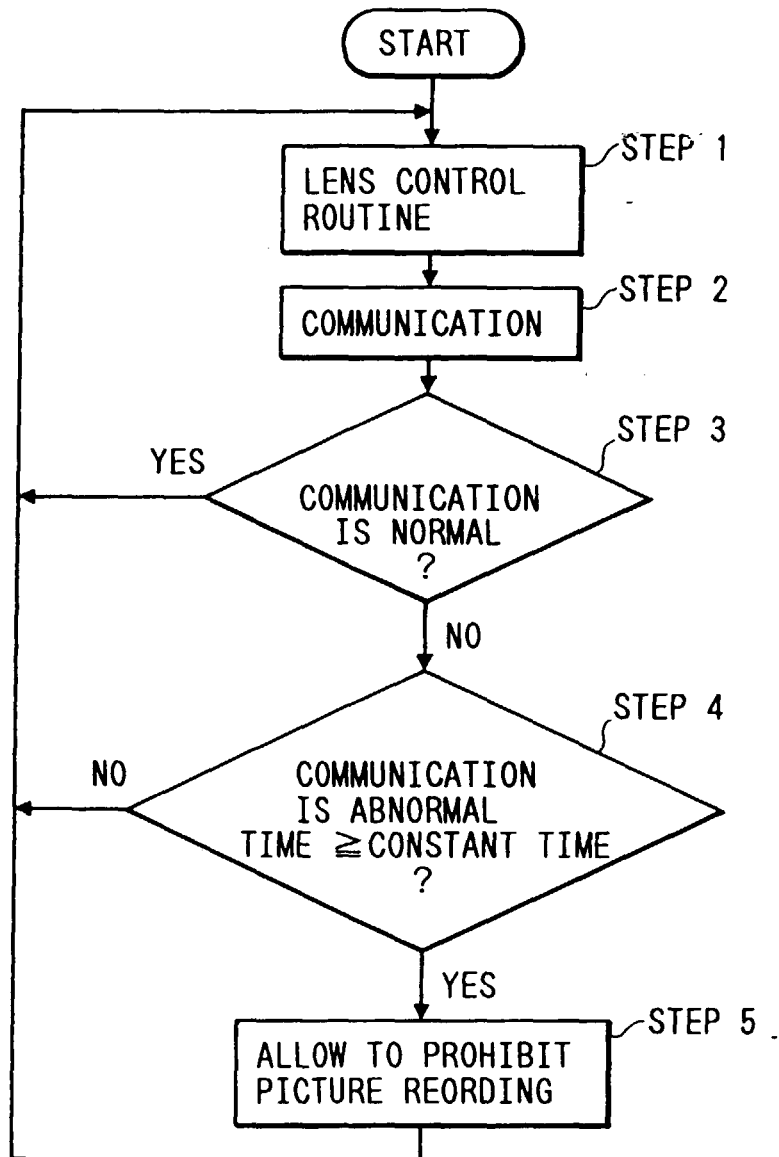 START
STEP 1
LENS CONTROL
ROUTINE
STEP 2
COMMUNICATION
STEP 3
YES
COMMUNICATION
IS NORMAL
?
NO
STEP 4
NO
COMMUNICATION
IS ABNORMAL
TIME ≧CONSTANT TIME
?
YES
STEP 5
ALLOW TO PROHIBIT
PICTURE REORDING